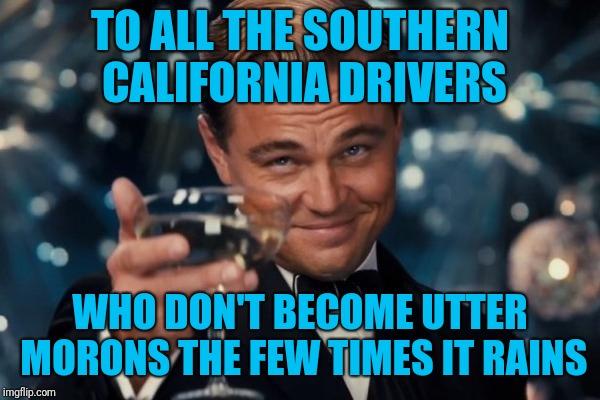 TO ALL THE SOUTHERN
CALIFORNIA DRIVERS
WHO DON'T BECOME UTTER
MORONS THE FEW TIMES IT RAINS
imgflip.com